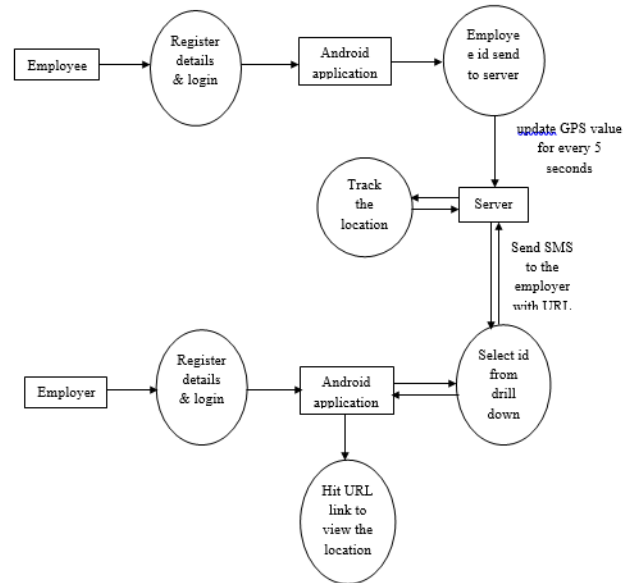 Employee
Register
details
& login
Android
application
Employe
e id send
to server
update GPS value
for every 5
seconds
Track
the
location
Server
Send SMS
to the
employer
with URL
Employer
Register
details
& login
Android
application
Select id
from
drill
down
Hit URL
link to
view the
location